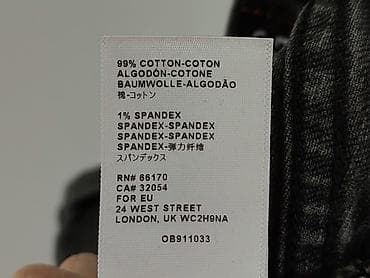 99% COTTON-COTON
ALGODÓN-COTONE
BAUMWOLLE-ALGODÃO
棉-コットン
1% SPANDEX
SPANDEX-SPANDEX
SPANDEX-SPANDEX
SPANDEX-弹力纤维
スパンデックス
RN# 66170
CA# 32054
FOR EU
24 WEST STREET
LONDON, UK WC2H9NA
OB911033